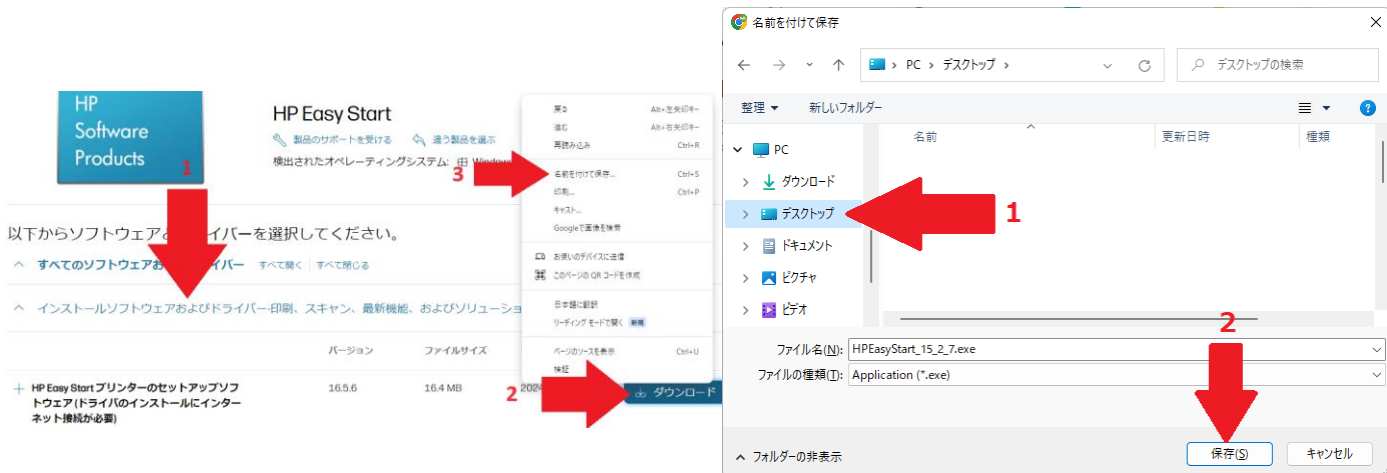 HP
Software
Products
1
HP Easy Start
製品のサポートを受ける 違う製品を選ぶ
検出されたオペレーティングシステム: Windows
以下からソフトウェアおよ イバーを選択してください。
すべてのソフトウェアおよ イバー すべて開く すべて閉じる
インストールソフトウェアおよびドライバー-印刷、スキャン、最新機能、およびソリューショ
バージョン ファイルサイズ
HP Easy Start プリンターのセットアップソフ
トウェア (ドライバのインストールにインター
ネット接続が必要)
16.5.6 16.4 MB 2024
2
ダウンロード
戻る Alt+左矢印キー
進む Alt+右矢印キー
再読み込み Ctrl+R
3
名前を付けて保存... Ctrl+S
印刷... Ctrl+P
キャスト...
Googleで画像を検索
お使いのデバイスに送信
このページの QR コードを作成
日本語に翻訳
リーディング モードで開く 新規
ページのソースを表示 Ctrl+U
検証
名前を付けて保存
PC デスクトップ
デスクトップの検索
整理 新しいフォルダー
名前 更新日時 種類
PC
ダウンロード
デスクトップ
1
ドキュメント
ピクチャ
ビデオ
2
ファイル名(N): HPEasyStart_15_2_7.exe
ファイルの種類(T): Application (*.exe)
フォルダーの非表示
保存(S) キャンセル